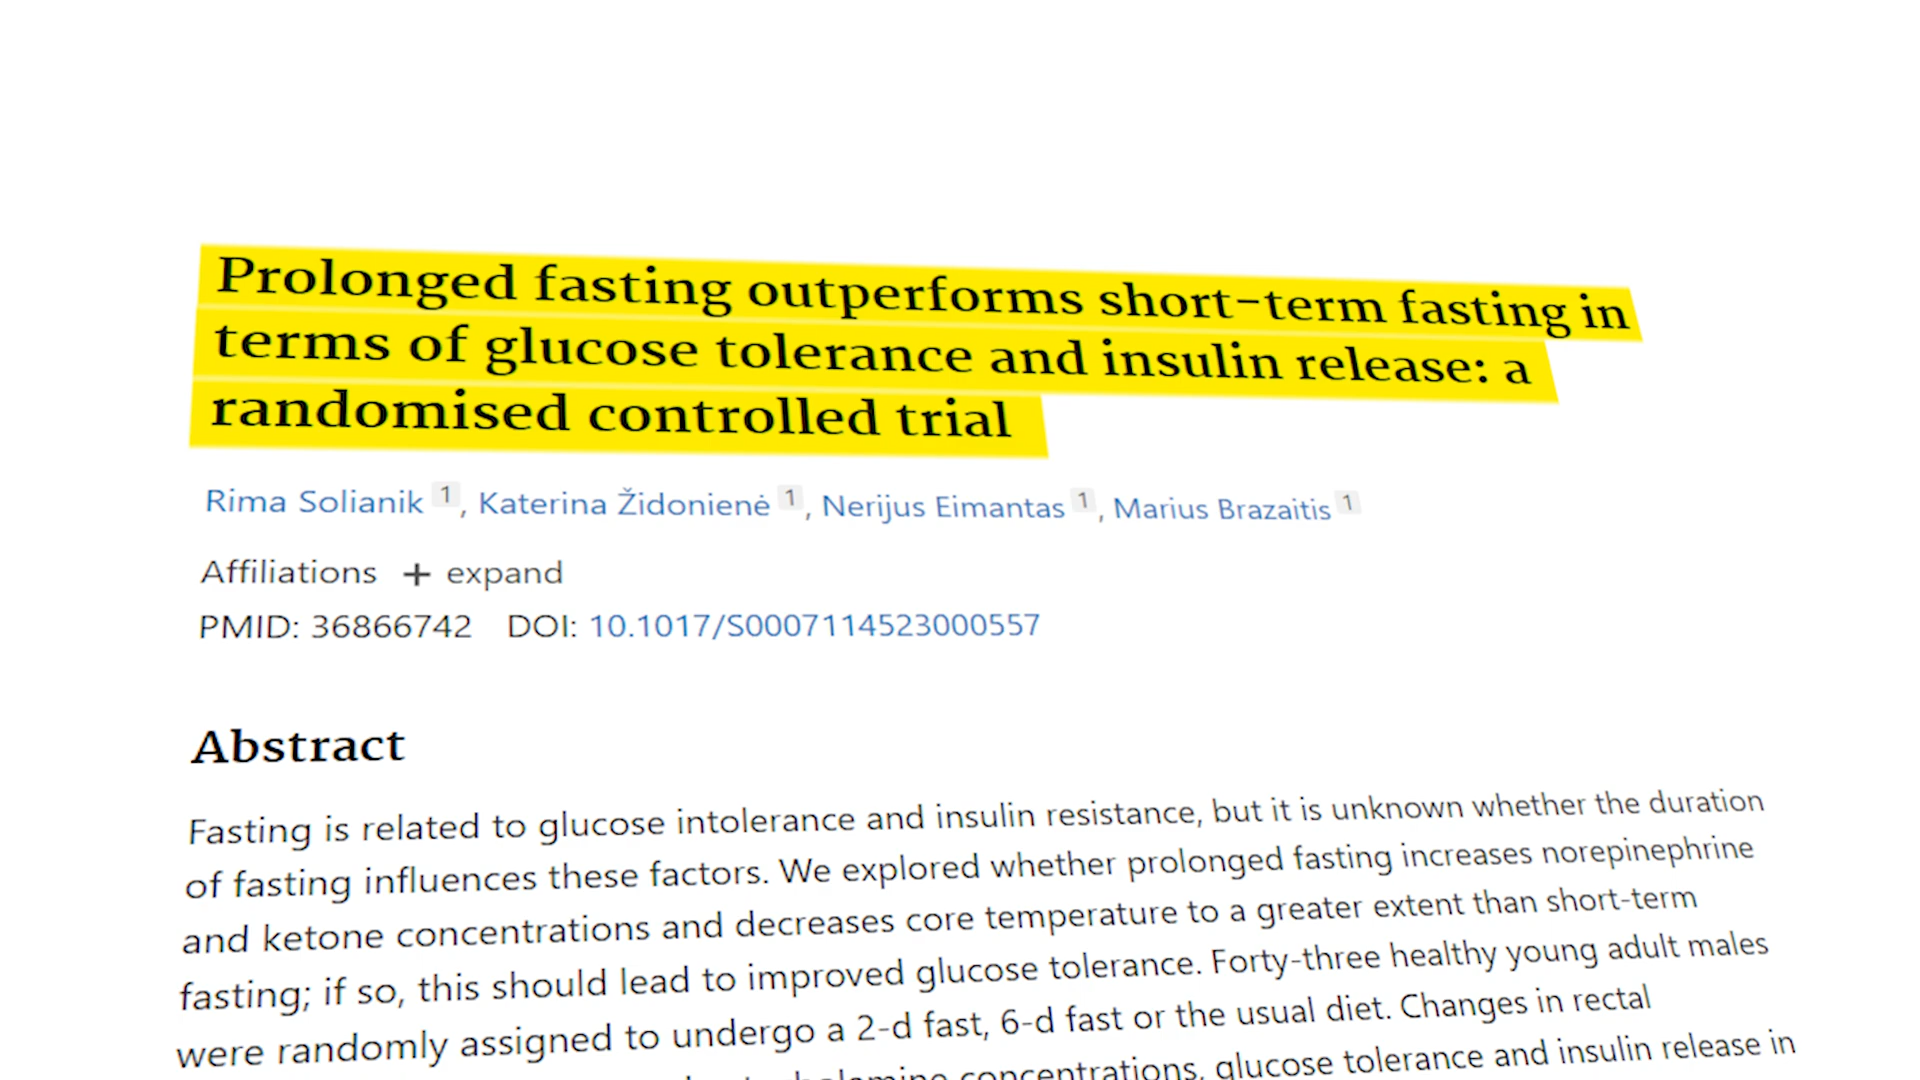 Prolonged fasting outperforms short-term fasting in
terms of glucose tolerance and insulin release: a
randomised controlled trial
Rima Solianik 1, Katerina Židonienė 1, Nerijus Eimantas 1, Marius Brazaitis 1
Affiliations + expand
PMID: 36866742 DOI: 10.1017/S0007114523000557
Abstract
Fasting is related to glucose intolerance and insulin resistance, but it is unknown whether the duration
of fasting influences these factors. We explored whether prolonged fasting increases norepinephrine
and ketone concentrations and decreases core temperature to a greater extent than short-term
fasting; if so, this should lead to improved glucose tolerance. Forty-three healthy young adult males
were randomly assigned to undergo a 2-d fast, 6-d fast or the usual diet. Changes in rectal
concentrations, glucose tolerance and insulin release in